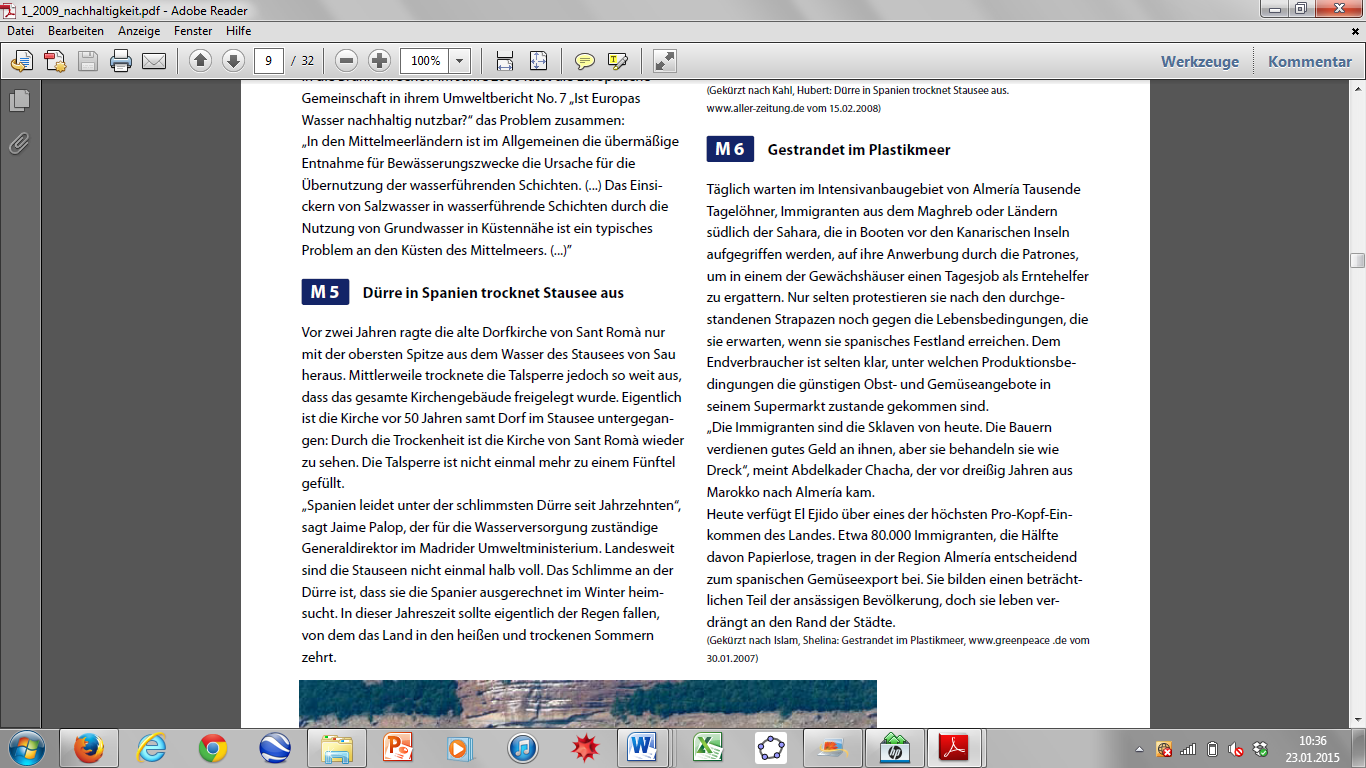 1_2009_nachhaltigkeit.pdf - Adobe Reader
Datei Bearbeiten Anzeige Fenster Hilfe
9 / 32 100% Werkzeuge Kommentar
Gemeinschaft in ihrem Umweltbericht No. 7 „Ist Europas
Wasser nachhaltig nutzbar?“ das Problem zusammen:
„In den Mittelmeerländern ist im Allgemeinen die übermäßige
Entnahme für Bewässerungszwecke die Ursache für die
Übernutzung der wasserführenden Schichten. (...) Das Einsi-
ckern von Salzwasser in wasserführende Schichten durch die
Nutzung von Grundwasser in Küstennähe ist ein typisches
Problem an den Küsten des Mittelmeers. (...)”
M 5 Dürre in Spanien trocknet Stausee aus
Vor zwei Jahren ragte die alte Dorfkirche von Sant Romà nur
mit der obersten Spitze aus dem Wasser des Stausees von Sau
heraus. Mittlerweile trocknete die Talsperre jedoch so weit aus,
dass das gesamte Kirchengebäude freigelegt wurde. Eigentlich
ist die Kirche vor 50 Jahren samt Dorf im Stausee untergegan-
gen: Durch die Trockenheit ist die Kirche von Sant Romà wieder
zu sehen. Die Talsperre ist nicht einmal mehr zu einem Fünftel
gefüllt.
„Spanien leidet unter der schlimmsten Dürre seit Jahrzehnten“,
sagt Jaime Palop, der für die Wasserversorgung zuständige
Generaldirektor im Madrider Umweltministerium. Landesweit
sind die Stauseen nicht einmal halb voll. Das Schlimme an der
Dürre ist, dass sie die Spanier ausgerechnet im Winter heim-
sucht. In dieser Jahreszeit sollte eigentlich der Regen fallen,
von dem das Land in den heißen und trockenen Sommern
zehrt.
(Gekürzt nach Kahl, Hubert: Dürre in Spanien trocknet Stausee aus.
www.aller-zeitung.de vom 15.02.2008)
M 6 Gestrandet im Plastikmeer
Täglich warten im Intensivanbaugebiet von Almería Tausende
Tagelöhner, Immigranten aus dem Maghreb oder Ländern
südlich der Sahara, die in Booten vor den Kanarischen Inseln
aufgegriffen werden, auf ihre Anwerbung durch die Patrones,
um in einem der Gewächshäuser einen Tagesjob als Erntehelfer
zu ergattern. Nur selten protestieren sie nach den durchge-
standenen Strapazen noch gegen die Lebensbedingungen, die
sie erwarten, wenn sie spanisches Festland erreichen. Dem
Endverbraucher ist selten klar, unter welchen Produktionsbe-
dingungen die günstigen Obst- und Gemüseangebote in
seinem Supermarkt zustande gekommen sind.
„Die Immigranten sind die Sklaven von heute. Die Bauern
verdienen gutes Geld an ihnen, aber sie behandeln sie wie
Dreck“, meint Abdelkader Chacha, der vor dreißig Jahren aus
Marokko nach Almería kam.
Heute verfügt El Ejido über eines der höchsten Pro-Kopf-Ein-
kommen des Landes. Etwa 80.000 Immigranten, die Hälfte
davon Papierlose, tragen in der Region Almería entscheidend
zum spanischen Gemüseexport bei. Sie bilden einen beträcht-
lichen Teil der ansässigen Bevölkerung, doch sie leben ver-
drängt an den Rand der Städte.
(Gekürzt nach Islam, Shelina: Gestrandet im Plastikmeer, www.greenpeace .de vom
30.01.2007)
10:36
23.01.2015